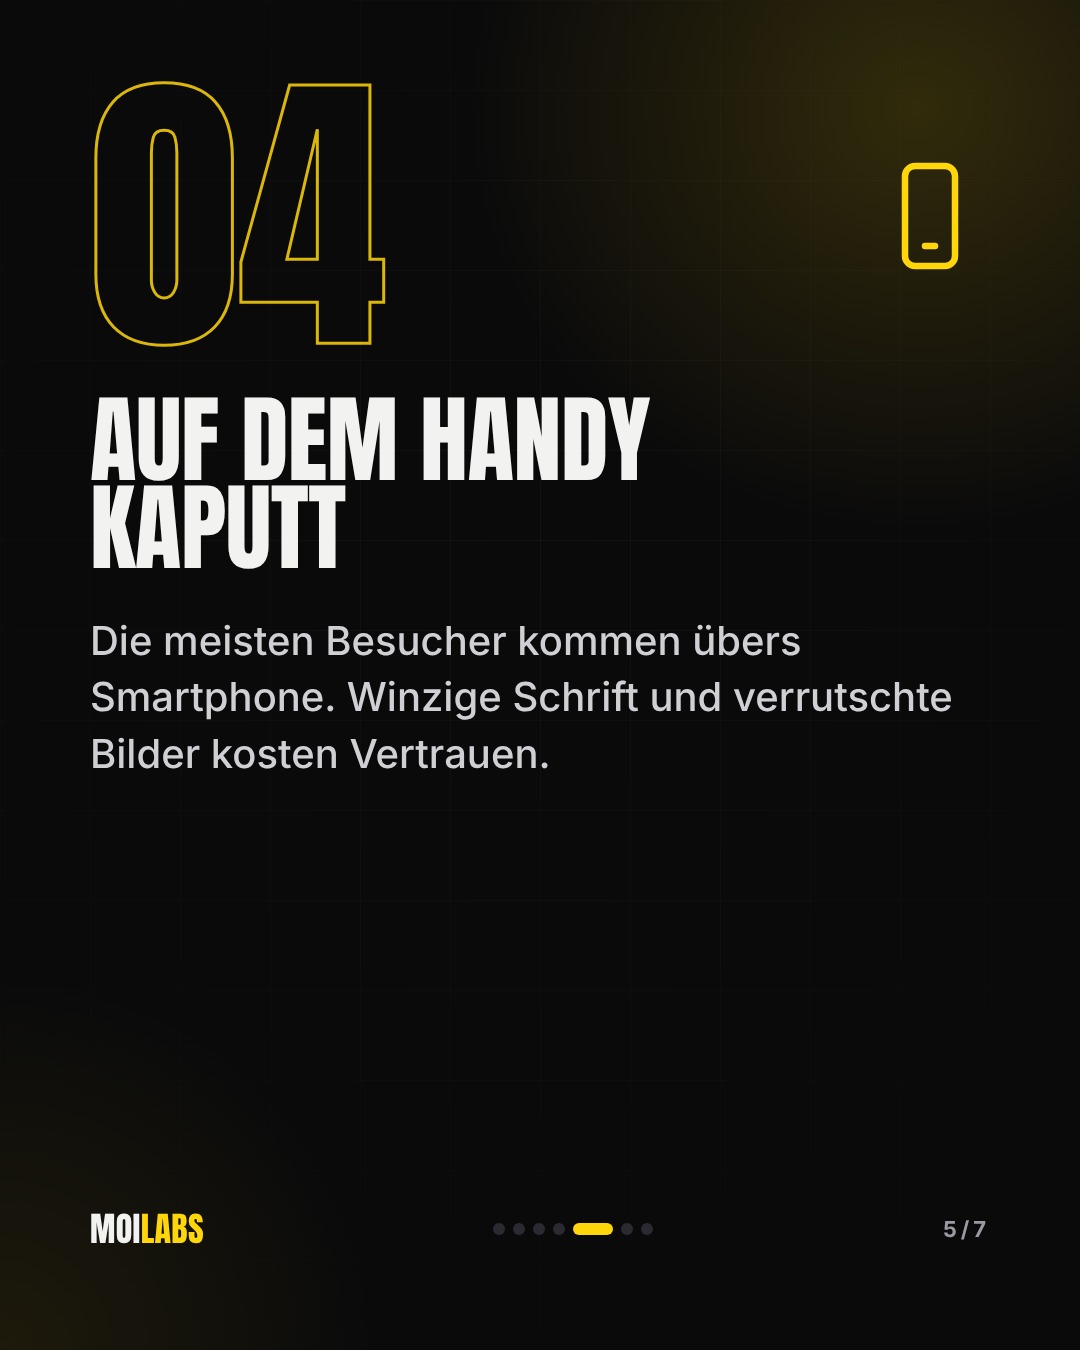 04
AUF DEM HANDY
KAPUTT
Die meisten Besucher kommen übers
Smartphone. Winzige Schrift und verrutschte
Bilder kosten Vertrauen.
MOILABS
5/7